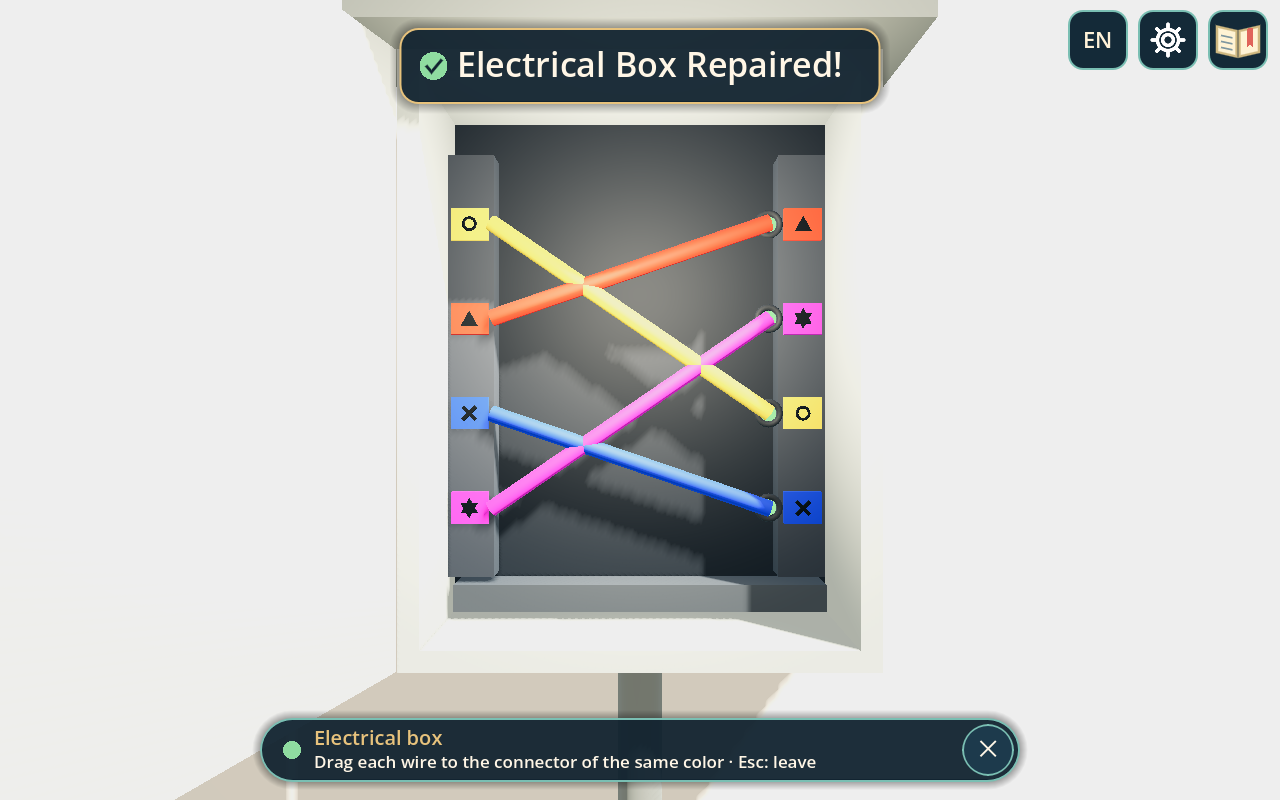 Electrical Box Repaired!
EN
Electrical box
Drag each wire to the connector of the same color · Esc: leave